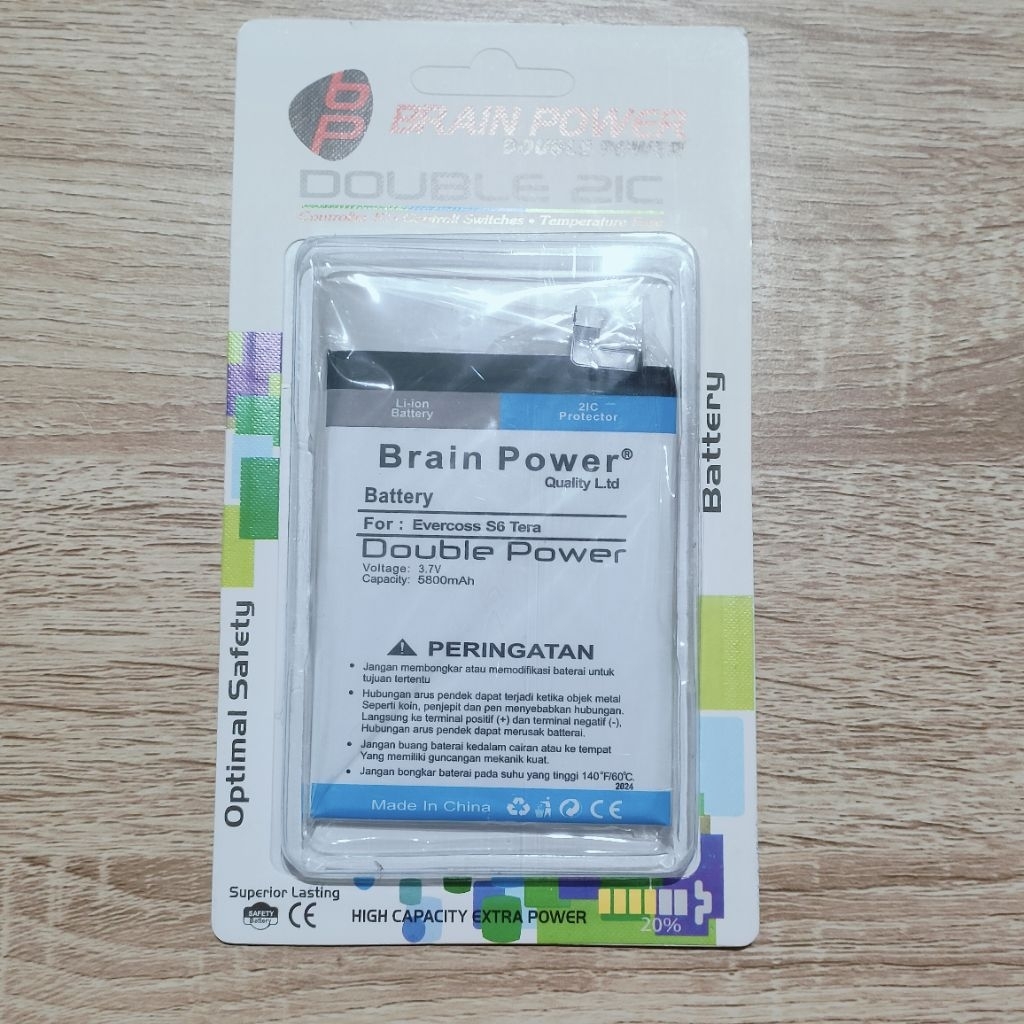 bp
BRAIN POWER
DOUBLE POWER
DOUBLE 2IC
Controller IC • Controlt Switches • Temperature
Li-ion
Battery
2IC
Protector
Brain Power®
Quality L.td
Battery
For : Evercoss S6 Tera
Double Power
Voltage: 3.7V
Capacity: 5800mAh
PERINGATAN
• Jangan membongkar atau memodifikasi baterai untuk
tujuan tertentu
• Hubungan arus pendek dapat terjadi ketika objek metal
Seperti koin, penjepit dan pen menyebabkan hubungan.
Langsung ke terminal positif (+) dan terminal negatif (-),
Hubungan arus pendek dapat merusak baterai.
• Jangan buang baterai kedalam cairan atau ke tempat
Yang memiliki guncangan mekanik kuat.
• Jangan bongkar baterai pada suhu yang tinggi 140°F/60°C.
2024
Made In China
CE
Optimal Safety
Battery
Superior Lasting
SAFETY
Battery
CE
HIGH CAPACITY EXTRA POWER
20%